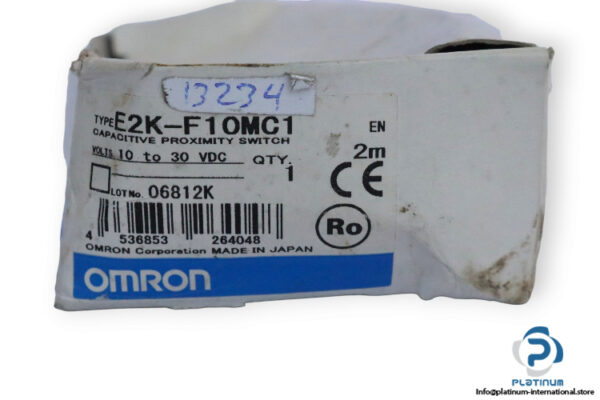 13234
TYPE E2K-F10MC1
CAPACITIVE PROXIMITY SWITCH
EN
VOLTS 10 to 30 VDC QTY.
2m
1
LOT No. 06812K
CE
Ro
4 536853 264048
OMRON Corporation MADE IN JAPAN
OMRON
PLATINUM
info@platinum-international.store